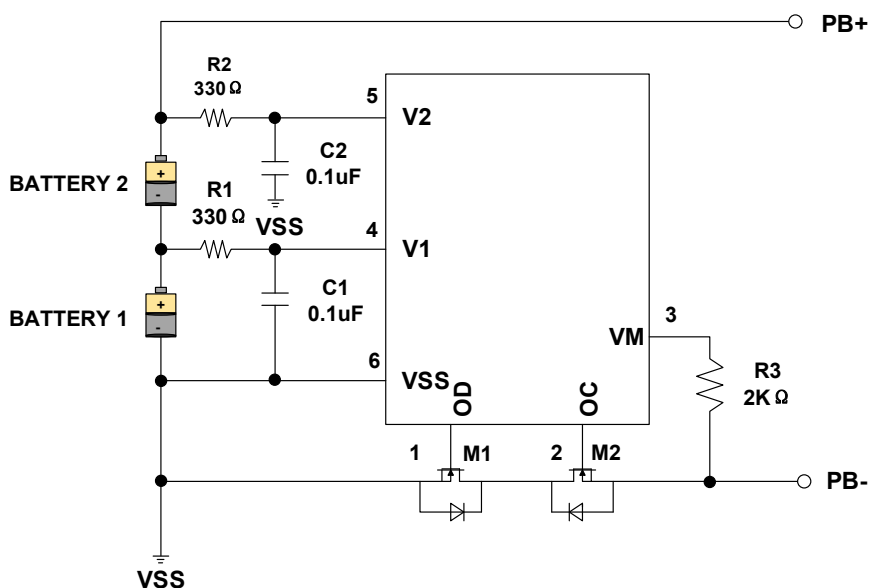 PB+
R2
330 Ω
5
V2
C2
0.1uF
BATTERY 2
+
-
R1
330 Ω
VSS
4
V1
C1
0.1uF
BATTERY 1
+
-
3
VM
6
VSS
OD
OC
R3
2K Ω
1
M1
2
M2
PB-
VSS